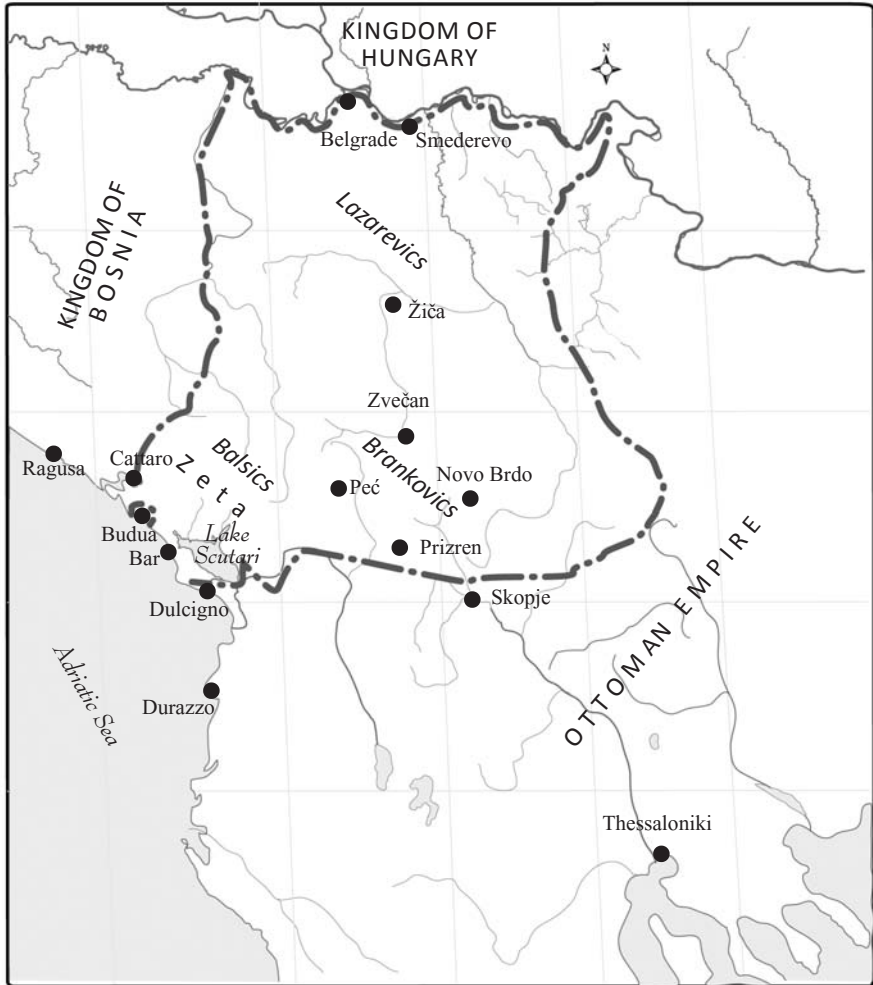 KINGDOM OF
HUNGARY
N
Belgrade
Smederevo
KINGDOM OF
BOSNIA
Lazarevics
Žiča
Zvečan
Ragusa
Cattaro
Balsics
Zeta
Brankovics
Peć
Novo Brdo
Budua
Bar
Lake
Scutari
Prizren
Dulcigno
Skopje
OTTOMAN EMPIRE
Adriatic Sea
Durazzo
Thessaloniki